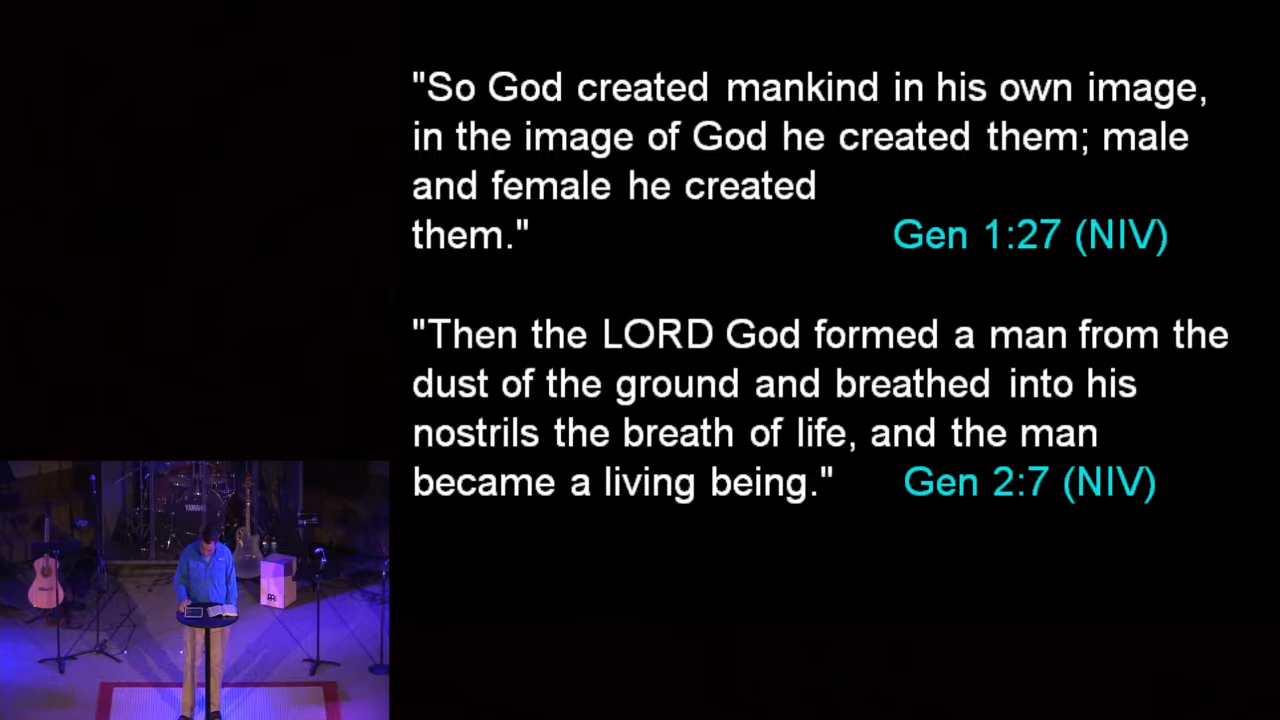 "So God created mankind in his own image,
in the image of God he created them; male
and female he created
them." Gen 1:27 (NIV)
"Then the LORD God formed a man from the
dust of the ground and breathed into his
nostrils the breath of life, and the man
became a living being." Gen 2:7 (NIV)
YAMAHA